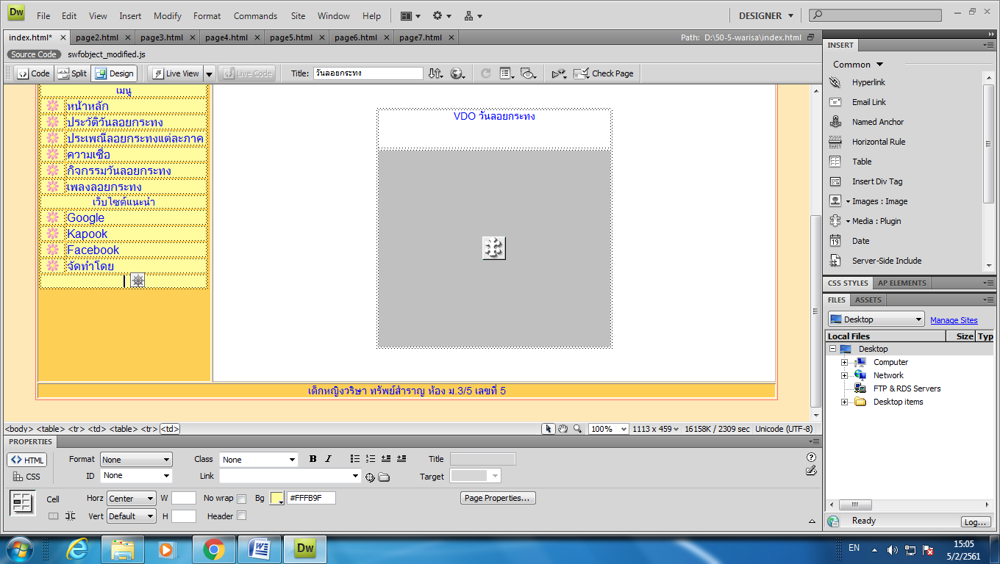 Dw File Edit View Insert Modify Format Commands Site Window Help DESIGNER
index.html* page2.html page3.html page4.html page5.html page6.html page7.html Path: D:\50-5-warisa\index.html
Source Code swfobject_modified.js
Code Split Design Live View Live Code Title: วันลอยกระทง Check Page
เมนู
หน้าหลัก
ประวัติวันลอยกระทง
ประเพณีลอยกระทงแต่ละภาค
ความเชื่อ
กิจกรรมวันลอยกระทง
เพลงลอยกระทง
เว็บไซต์แนะนำ
Google
Kapook
Facebook
จัดทำโดย
VDO วันลอยกระทง
เด็กหญิงวริษา ทรัพย์สำราญ ห้อง ม.3/5 เลขที่ 5
<body> <table> <tr> <td> <table> <tr> <td> 100% 1113 x 459 16158K / 2309 sec Unicode (UTF-8)
PROPERTIES
HTML Format None Class None B I Title
CSS ID None Link Target
Cell Horz Center W No wrap Bg #FFFB9F Page Properties...
Vert Default H Header
INSERT
Common
Hyperlink
Email Link
Named Anchor
Horizontal Rule
Table
Insert Div Tag
Images : Image
Media : Plugin
Date
Server-Side Include
CSS STYLES AP ELEMENTS
FILES ASSETS
Desktop Manage Sites
Local Files Size Typ
Desktop
Computer
Network
FTP & RDS Servers
Desktop items
Ready Log...
Dw EN 15:05
5/2/2561